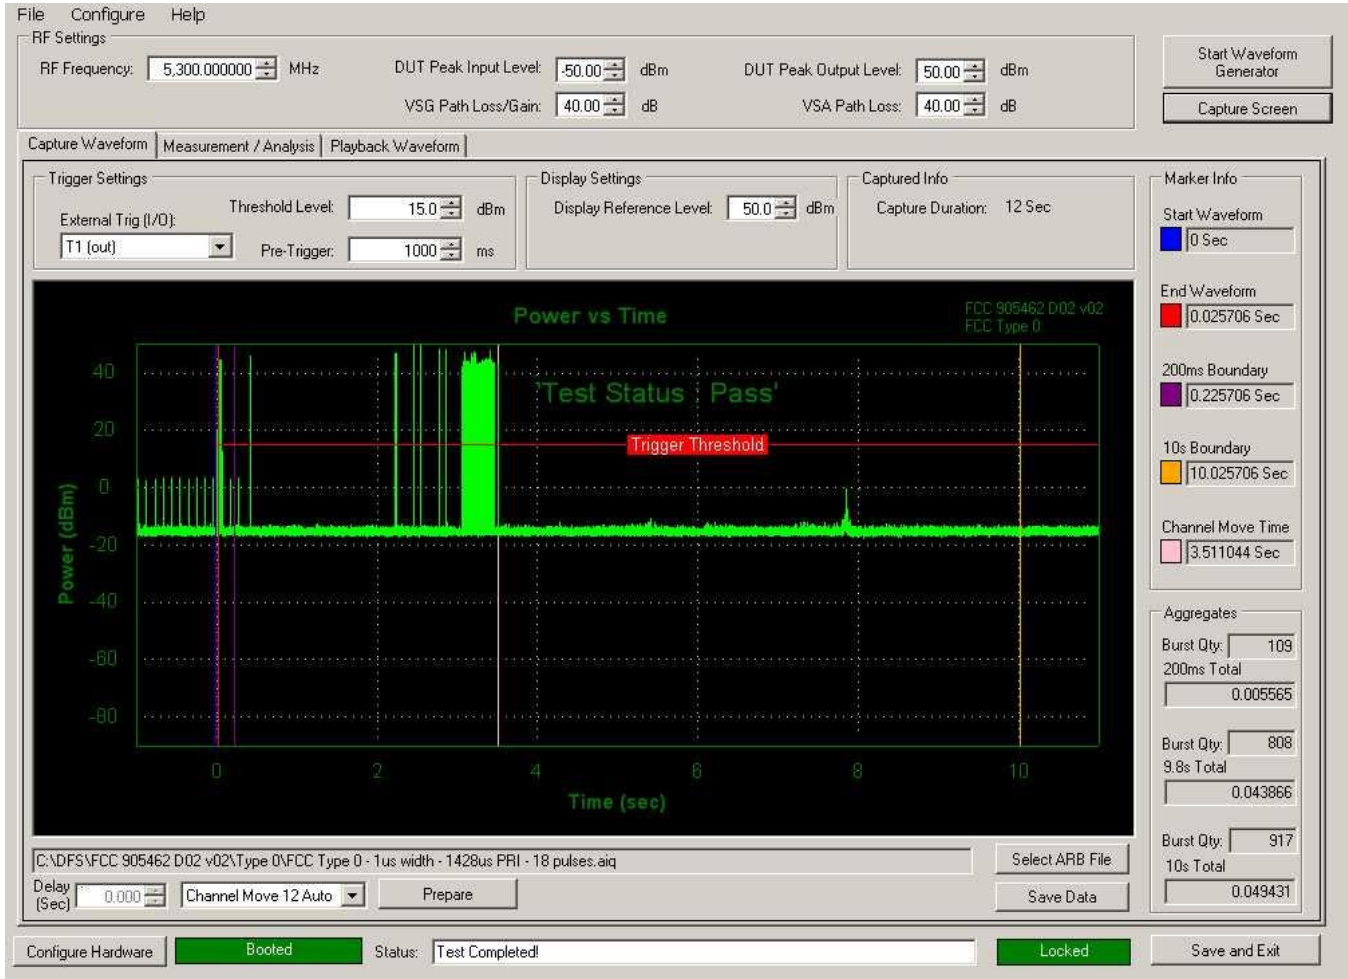 File Configure Help
RF Settings
RF Frequency: 5,300.000000 MHz
DUT Peak Input Level: -50.00 dBm
DUT Peak Output Level: 50.00 dBm
VSG Path Loss/Gain: 40.00 dB
VSA Path Loss: 40.00 dB
Start Waveform
Generator
Capture Screen
Capture Waveform Measurement / Analysis Playback Waveform
Trigger Settings
External Trig (I/O):
T1 (out)
Threshold Level: 15.0 dBm
Pre-Trigger: 1000 ms
Display Settings
Display Reference Level: 50.0 dBm
Captured Info
Capture Duration: 12 Sec
Marker Info
Start Waveform
0 Sec
End Waveform
0.025706 Sec
200ms Boundary
0.225706 Sec
10s Boundary
10.025706 Sec
Channel Move Time
3.511044 Sec
Power vs Time
FCC 905462 D02 v02
FCC Type 0
'Test Status : Pass'
Trigger Threshold
Power (dBm)
40
20
0
-20
-40
-60
-80
0 2 4 6 8 10
Time (sec)
Aggregates
Burst Qty: 109
200ms Total
0.005565
Burst Qty: 808
9.8s Total
0.043866
Burst Qty: 917
10s Total
0.049431
C:\DFS\FCC 905462 D02 v02\Type 0\FCC Type 0 - 1us width - 1428us PRI - 18 pulses.aiq
Select ARB File
Delay
(Sec) 0.000
Channel Move 12 Auto
Prepare
Save Data
Configure Hardware
Booted
Status: Test Completed!
Locked
Save and Exit